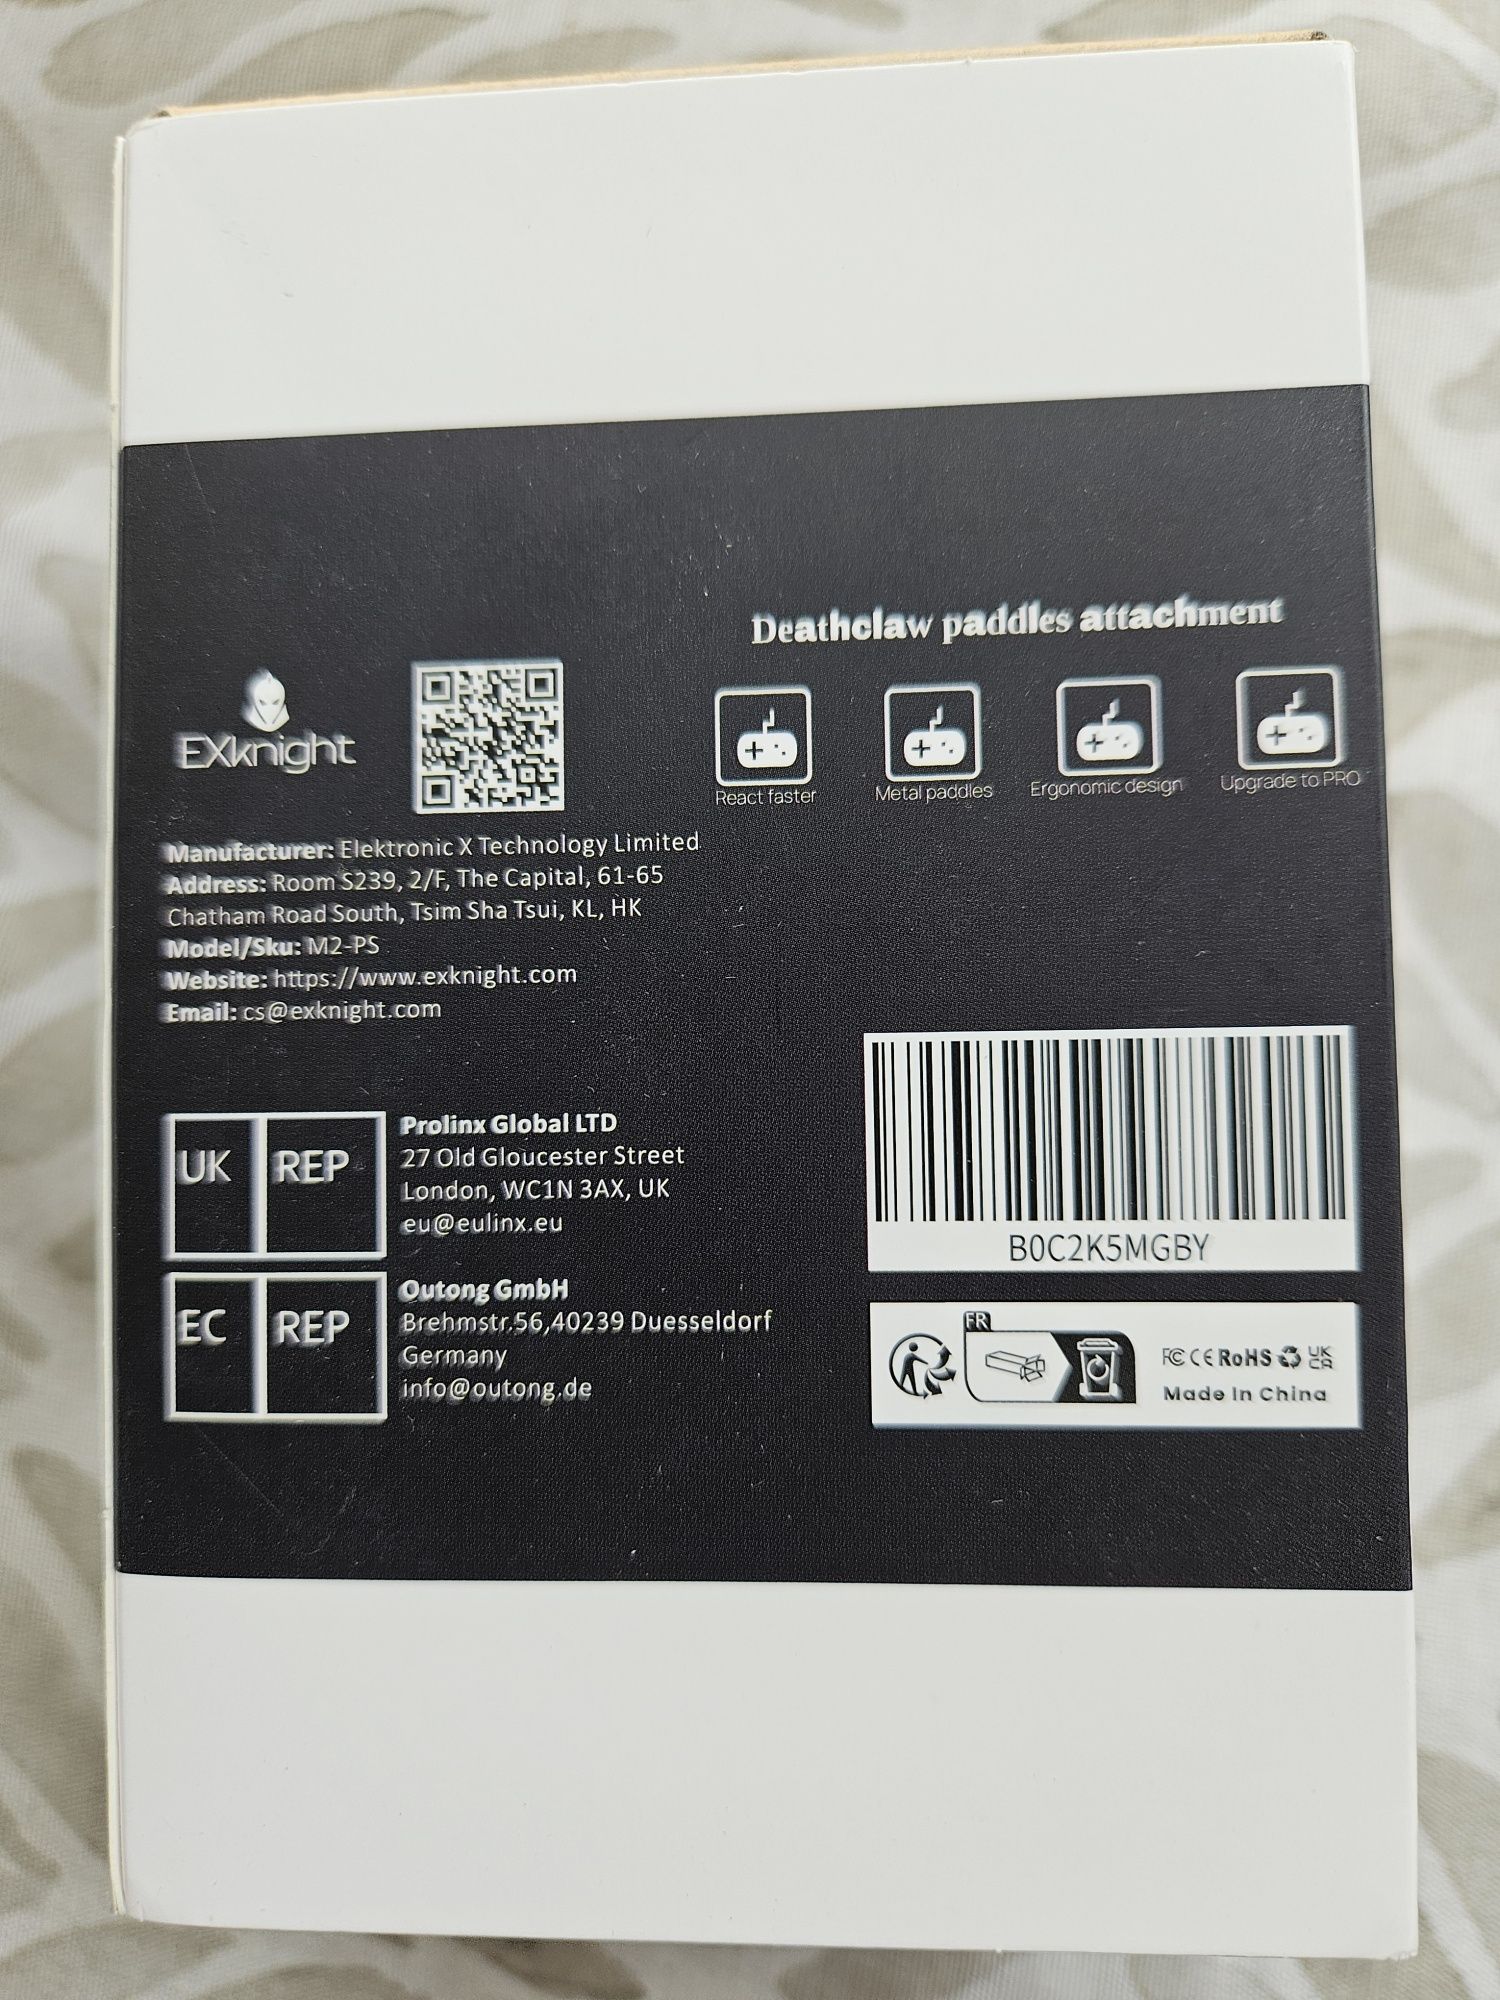 Deathclaw paddles attachment
EXknight
React faster
Metal paddles
Ergonomic design
Upgrade to PRO
Manufacturer: Elektronic X Technology Limited
Address: Room S239, 2/F, The Capital, 61-65
Chatham Road South, Tsim Sha Tsui, KL, HK
Model/Sku: M2-PS
Website: https://www.exknight.com
Email: cs@exknight.com
UK REP
Prolinx Global LTD
27 Old Gloucester Street
London, WC1N 3AX, UK
eu@eulinx.eu
EC REP
Outong GmbH
Brehmstr.56,40239 Duesseldorf
Germany
info@outong.de
B0C2K5MGBY
FR
FC CE RoHS UK CA
Made In China